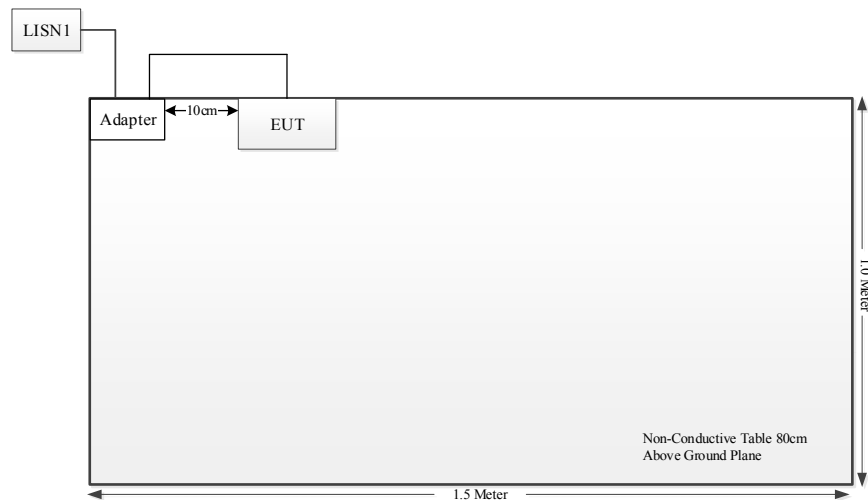 LISN1
Adapter
10cm
EUT
1.0 Meter
Non-Conductive Table 80cm
Above Ground Plane
1.5 Meter